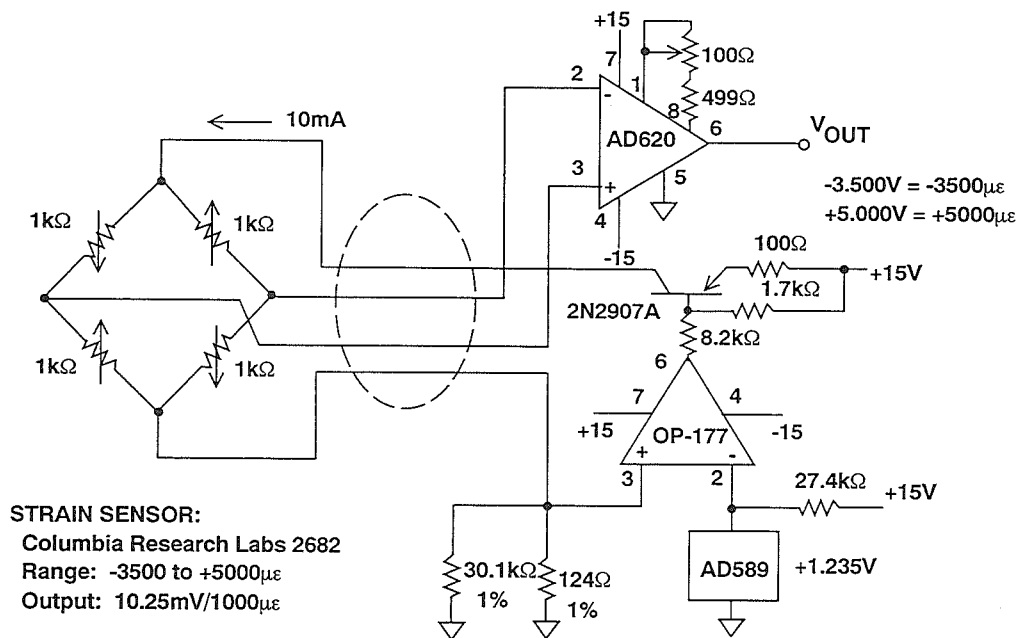 +15
7
1
100Ω
2
-
8
499Ω
6
AD620
VOUT
10mA
3
+
5
4
-15
-3.500V = -3500με
+5.000V = +5000με
1kΩ
1kΩ
1kΩ
1kΩ
100Ω
+15V
1.7kΩ
2N2907A
8.2kΩ
6
7
4
+15
OP-177
-15
+
-
3
2
27.4kΩ
+15V
AD589
+1.235V
30.1kΩ
1%
124Ω
1%
STRAIN SENSOR:
Columbia Research Labs 2682
Range: -3500 to +5000με
Output: 10.25mV/1000με